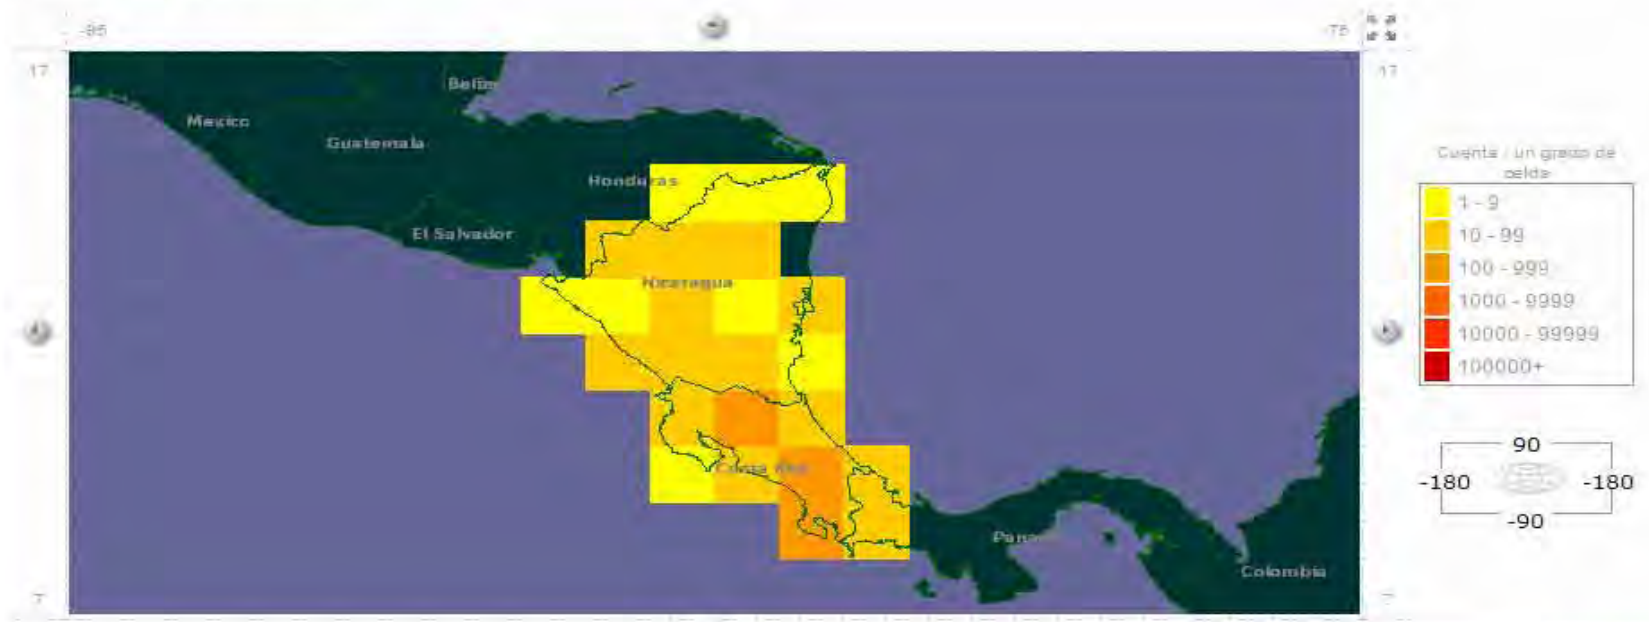 -95
-75
17
17
Belize
Mexico
Guatemala
Honduras
El Salvador
Nicaragua
Costa Rica
Pana
Colombia
7
7
Cuenta / un grado de
celda
1 - 9
10 - 99
100 - 999
1000 - 9999
10000 - 99999
100000+
90
-180
-180
-90